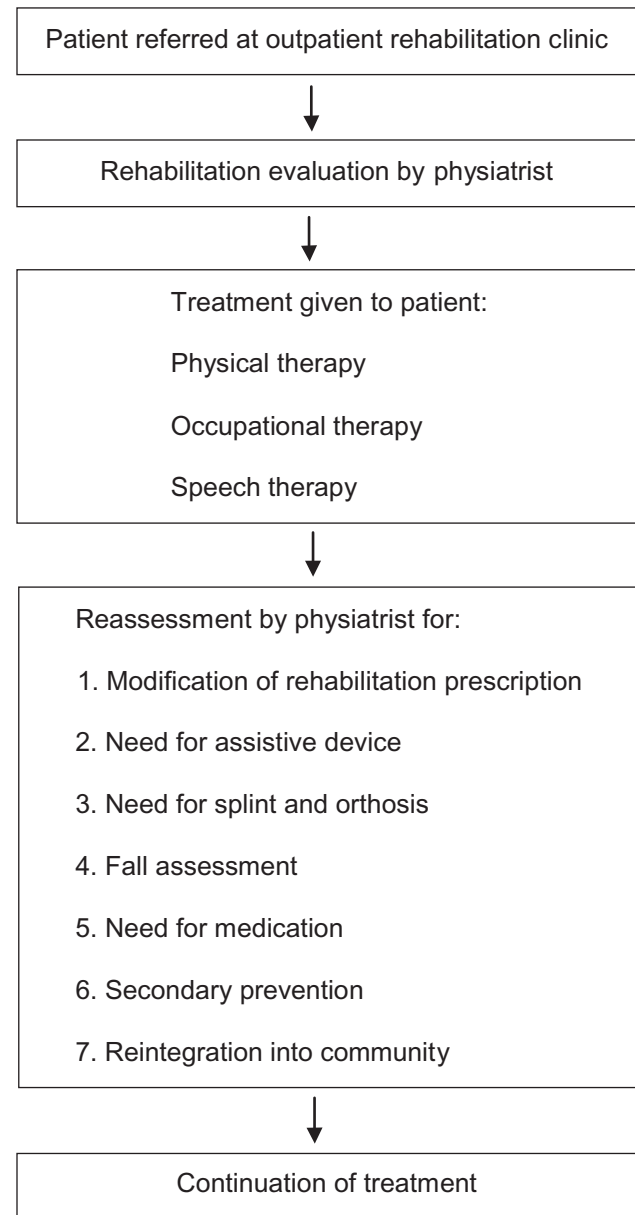 Patient referred at outpatient rehabilitation clinic
Rehabilitation evaluation by physiatrist
Treatment given to patient:
Physical therapy
Occupational therapy
Speech therapy
Reassessment by physiatrist for:
1. Modification of rehabilitation prescription
2. Need for assistive device
3. Need for splint and orthosis
4. Fall assessment
5. Need for medication
6. Secondary prevention
7. Reintegration into community
Continuation of treatment